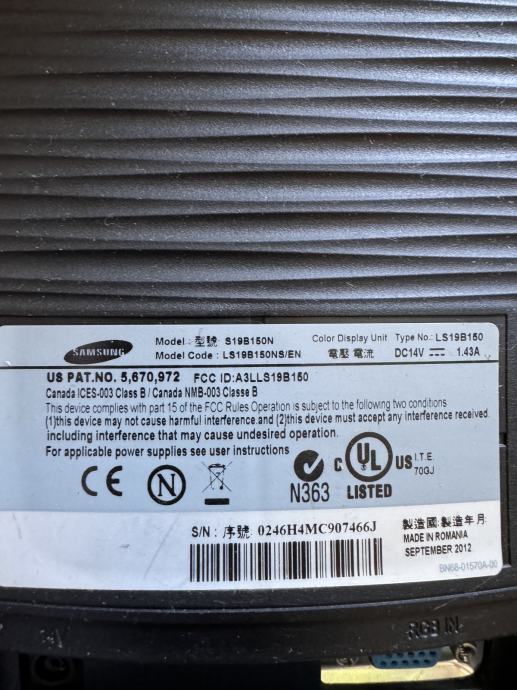 SAMSUNG
Model : 型號 : S19B150N
Color Display Unit Type No.: LS19B150
Model Code : LS19B150NS/EN
電壓 電流 DC14V ⎓ 1.43A
US PAT.NO. 5,670,972 FCC ID:A3LLS19B150
Canada ICES-003 Class B / Canada NMB-003 Classe B
This device complies with part 15 of the FCC Rules Operation is subject to the following two conditions
(1)this device may not cause harmful interference.and (2)this device must accept any interference received
including interference that may cause undesired operation.
For applicable power supplies see user instructions
CE
N
N363
C UL US
LISTED
I.T.E.
70GJ
S/N : 序號 0246H4MC907466J
製造國:製造年月
MADE IN ROMANIA
SEPTEMBER 2012
BN68-01570A-00
RGB IN